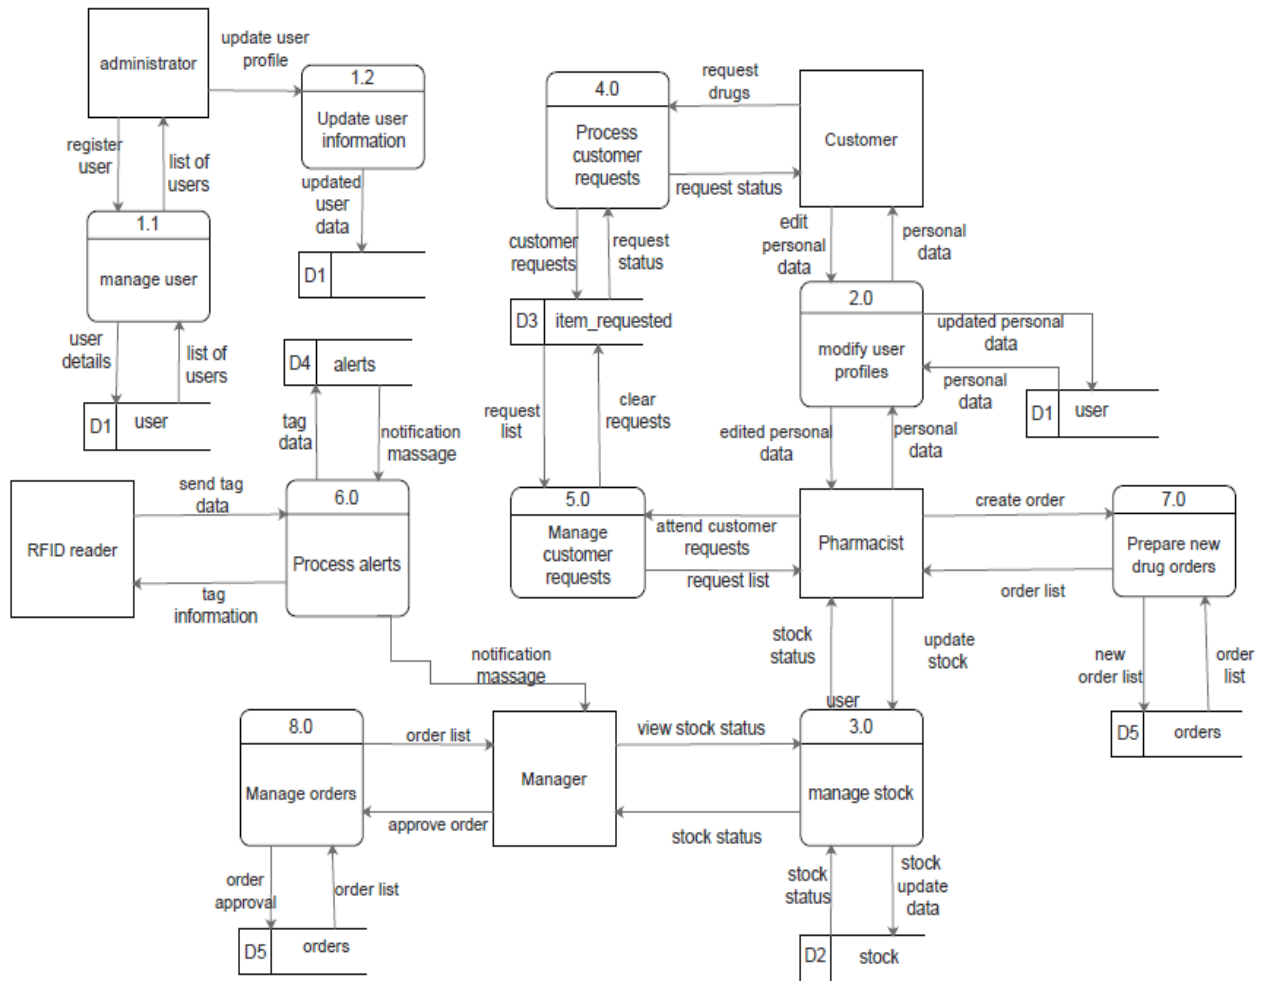 administrator
update user
profile
1.2
Update user
information
register
user
list of
users
updated
user
data
1.1
manage user
D1
user
details
list of
users
D1
user
D4
alerts
tag
data
notification
massage
RFID reader
send tag
data
6.0
Process alerts
tag
information
notification
massage
4.0
Process
customer
requests
request
drugs
Customer
request status
customer
requests
request
status
edit
personal
data
personal
data
D3
item_requested
2.0
modify user
profiles
updated personal
data
personal
data
D1
user
request
list
clear
requests
edited personal
data
personal
data
5.0
Manage
customer
requests
attend customer
requests
request list
Pharmacist
create order
7.0
Prepare new
drug orders
order list
stock
status
update
stock
new
order list
order
list
D5
orders
8.0
Manage orders
order list
Manager
approve order
view stock status
user
3.0
manage stock
stock status
order
approval
order list
D5
orders
stock
status
stock
update
data
D2
stock